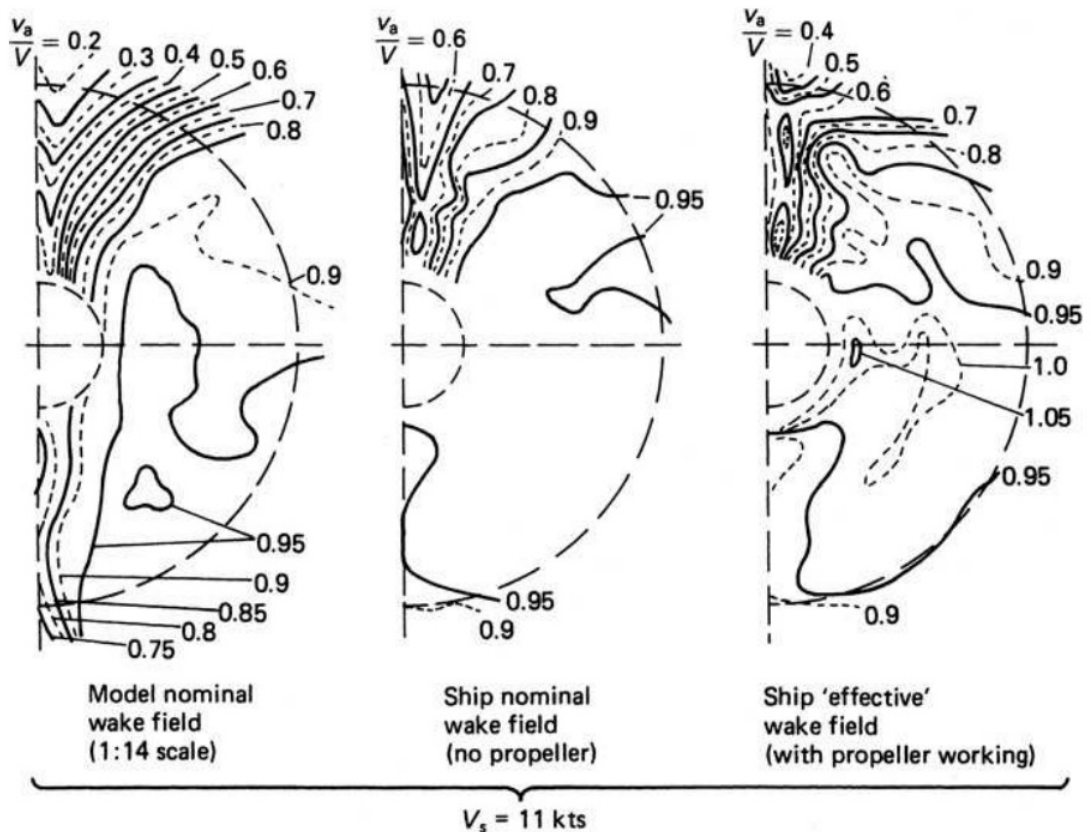 v_a/V = 0.2
0.3
0.4
0.5
0.6
0.7
0.8
0.9
0.95
0.9
0.85
0.8
0.75
Model nominal
wake field
(1:14 scale)
v_a/V = 0.6
0.7
0.8
0.9
0.95
0.95
0.9
Ship nominal
wake field
(no propeller)
v_a/V = 0.4
0.5
0.6
0.7
0.8
0.9
0.95
1.0
1.05
0.95
0.9
Ship 'effective'
wake field
(with propeller working)
V_s = 11 kts